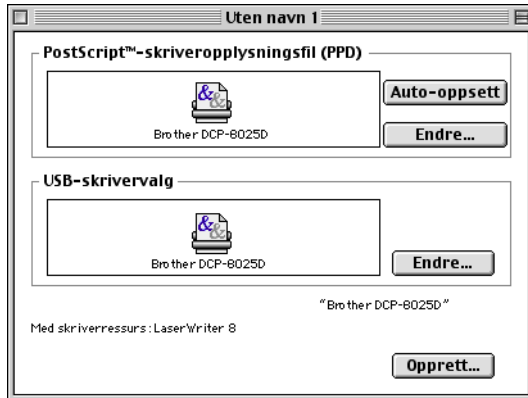 Uten navn 1
PostScript™-skriveropplysningsfil (PPD)
Auto-oppsett
Brother DCP-8025D
Endre...
USB-skrivervalg
Brother DCP-8025D
Endre...
"Brother DCP-8025D"
Med skriverressurs: LaserWriter 8
Opprett...